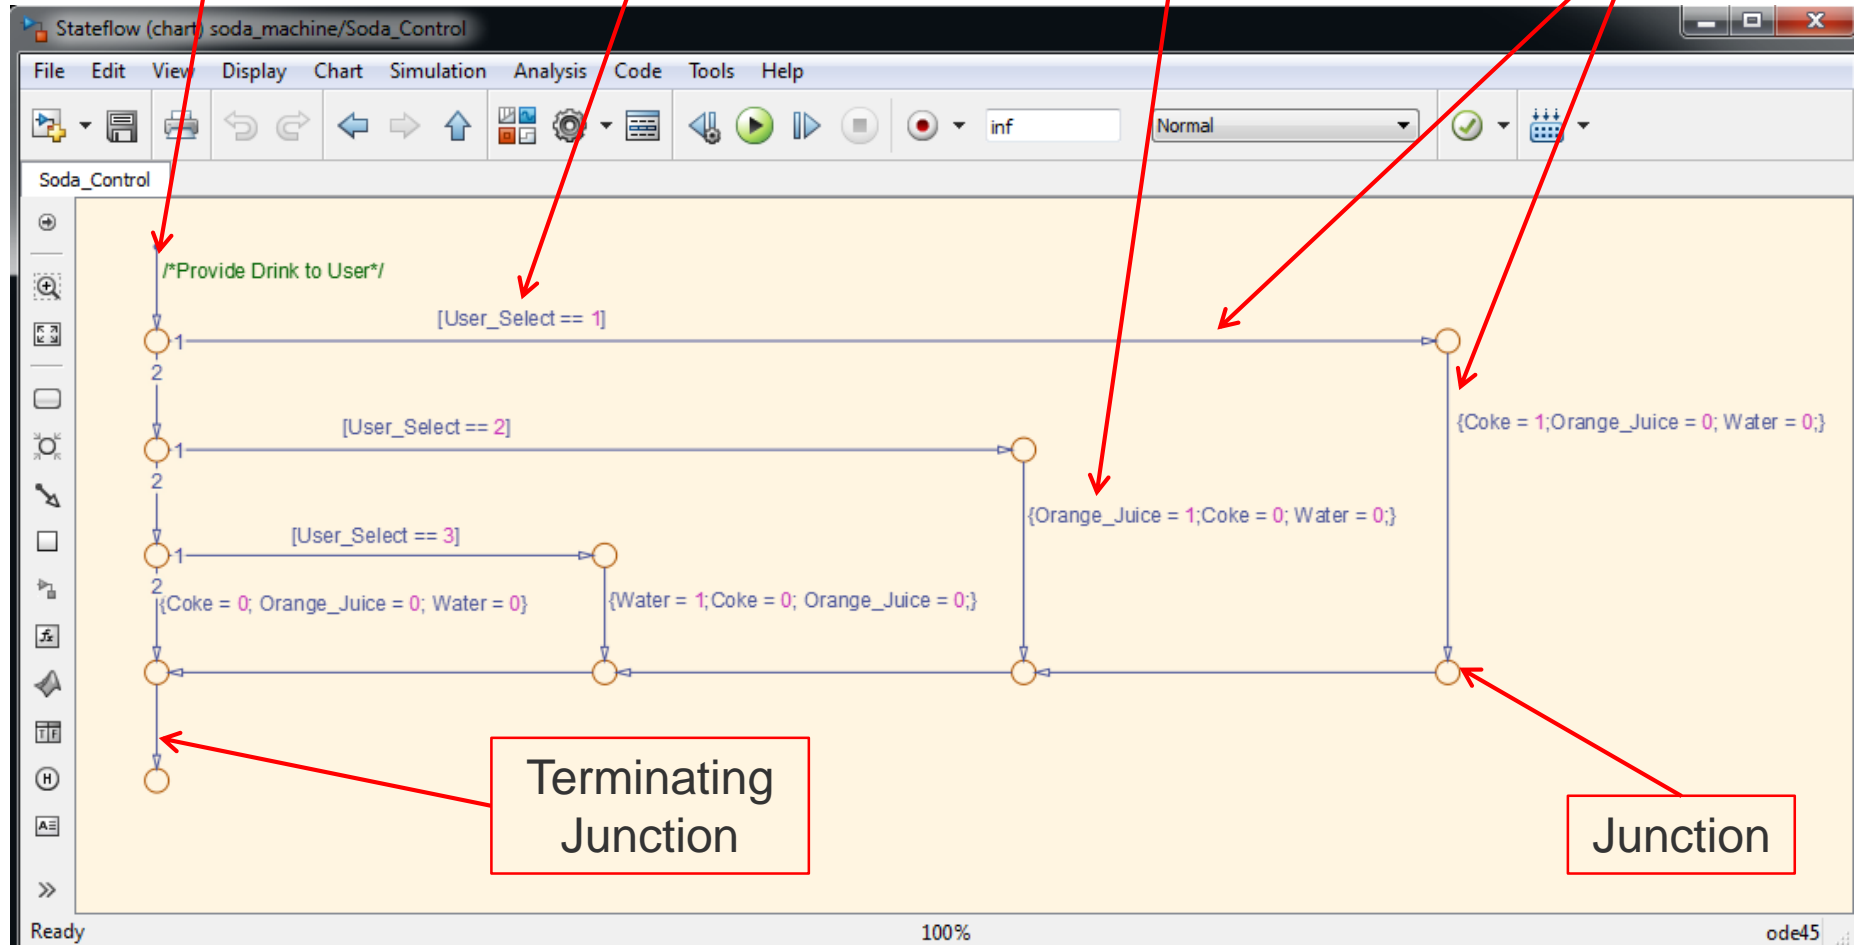 Stateflow (chart) soda_machine/Soda_Control
File Edit View Display Chart Simulation Analysis Code Tools Help
inf Normal
Soda_Control
/*Provide Drink to User*/
[User_Select == 1]
1
2
{Coke = 1;Orange_Juice = 0; Water = 0;}
[User_Select == 2]
1
2
{Orange_Juice = 1;Coke = 0; Water = 0;}
[User_Select == 3]
1
2
{Coke = 0; Orange_Juice = 0; Water = 0}
{Water = 1;Coke = 0; Orange_Juice = 0;}
Terminating
Junction
Junction
Ready 100% ode45